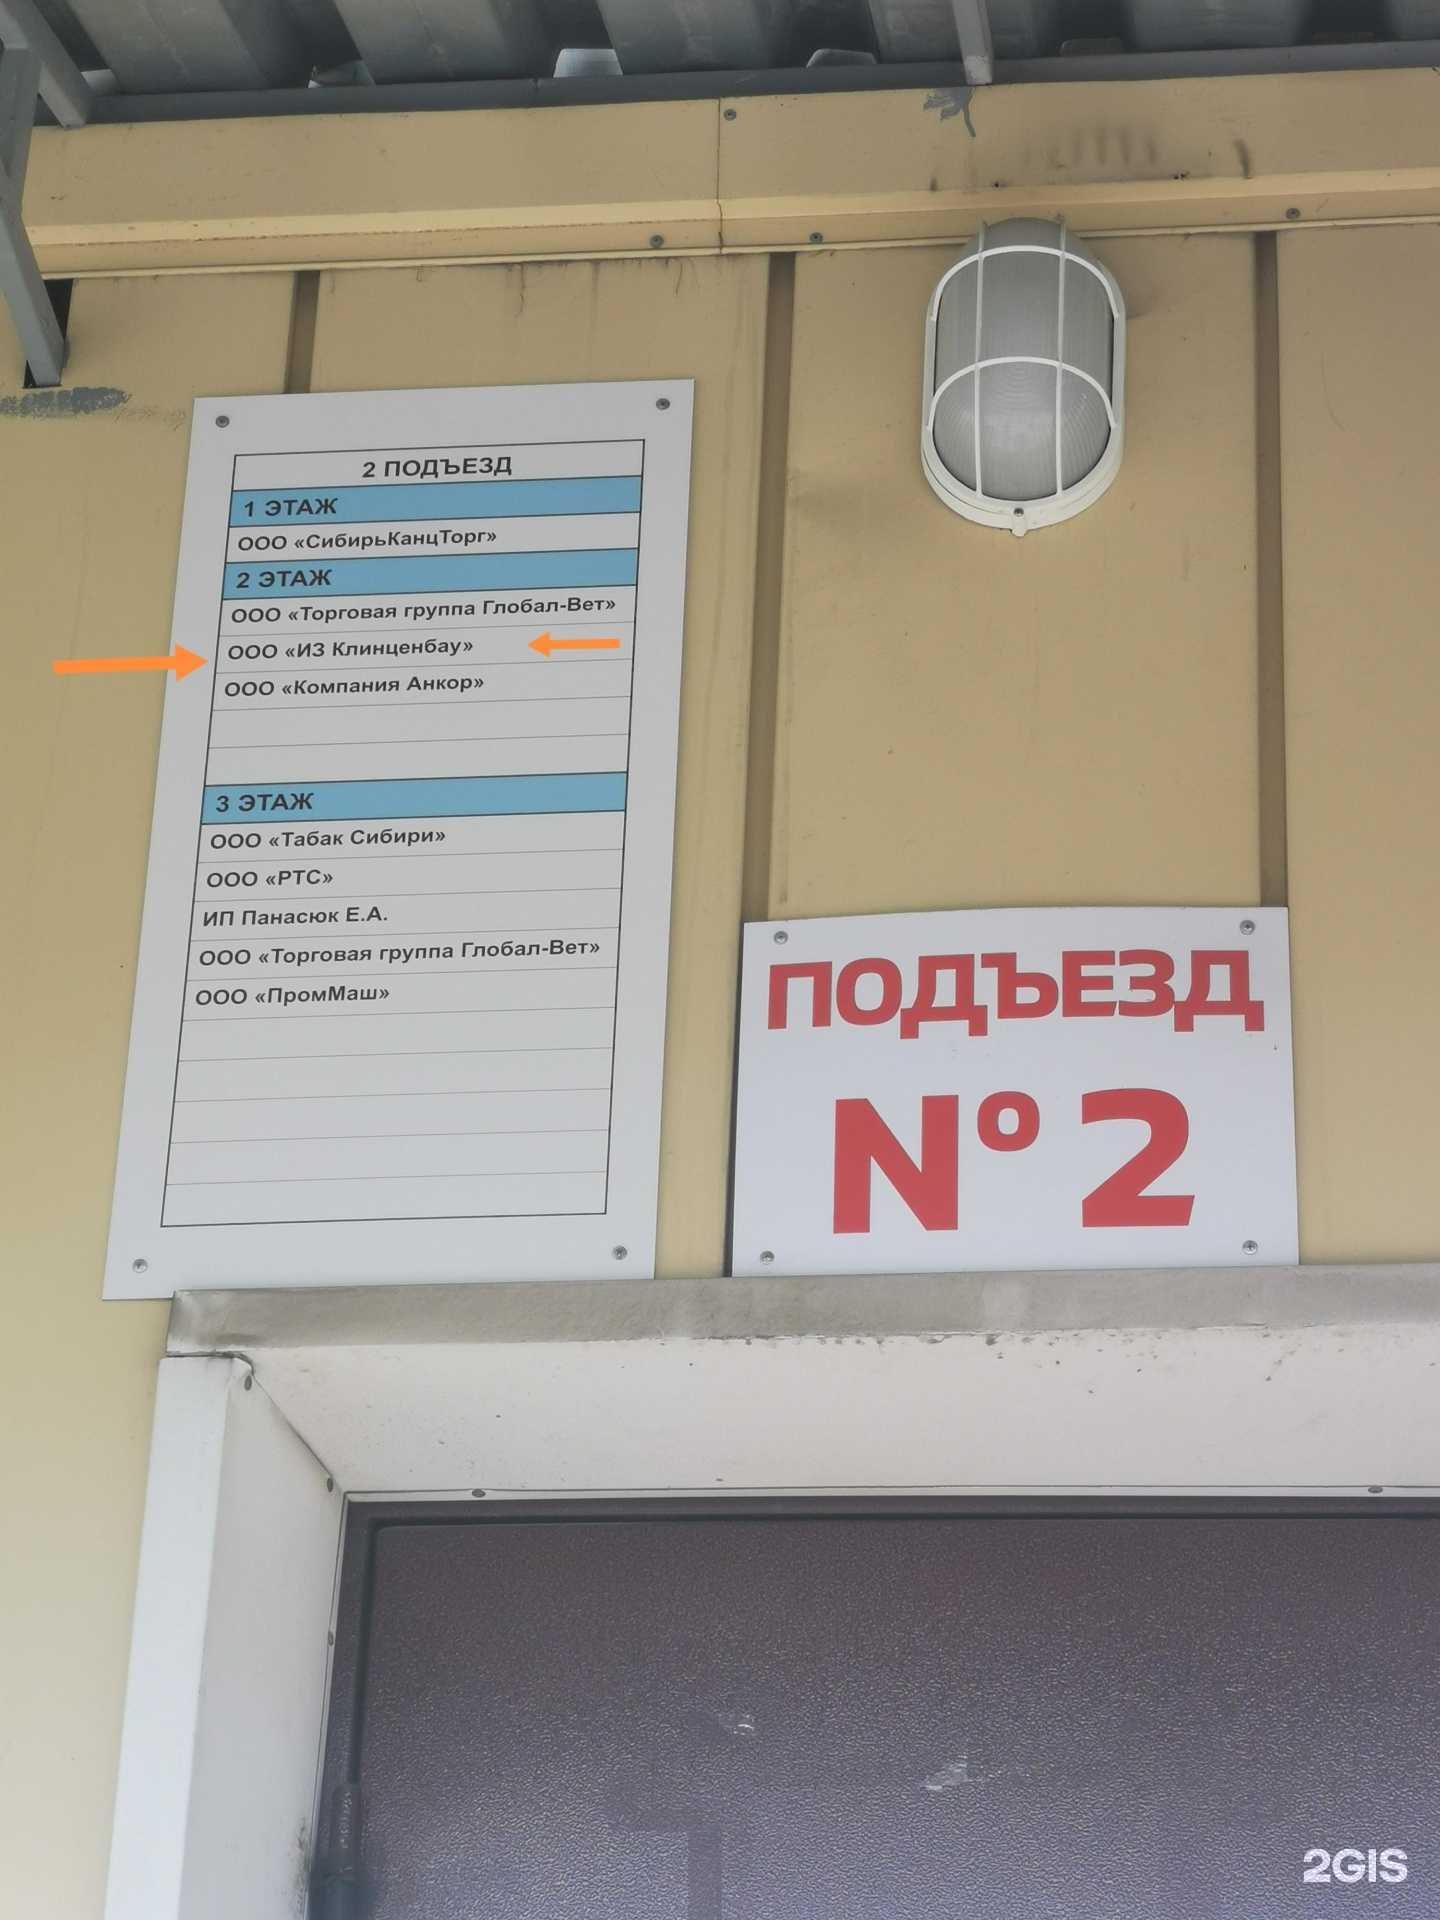 2 ПОДЪЕЗД
1 ЭТАЖ
ООО «СибирьКанцТорг»
2 ЭТАЖ
ООО «Торговая группа Глобал-Вет»
ООО «ИЗ Клинценбау»
ООО «Компания Анкор»
3 ЭТАЖ
ООО «Табак Сибири»
ООО «РТС»
ИП Панасюк Е.А.
ООО «Торговая группа Глобал-Вет»
ООО «ПромМаш»
ПОДЪЕЗД
№ 2
2GIS